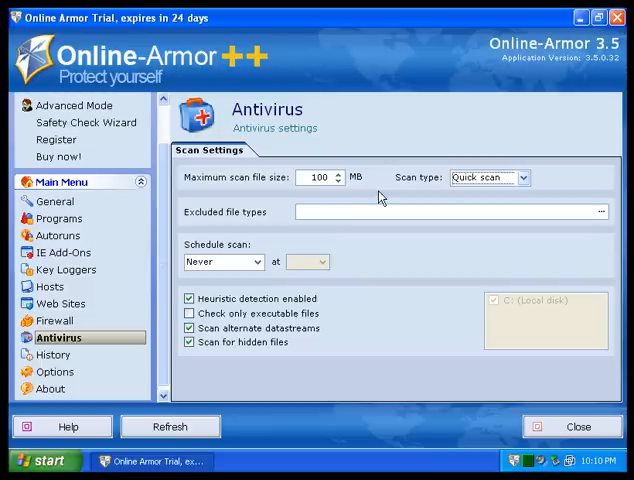 Online Armor Trial, expires in 24 days
Online-Armor ++
Protect yourself
Online-Armor 3.5
Application Version: 3.5.0.32
Advanced Mode
Safety Check Wizard
Register
Buy now!
Main Menu
General
Programs
Autoruns
IE Add-Ons
Key Loggers
Hosts
Web Sites
Firewall
Antivirus
History
Options
About
Antivirus
Antivirus settings
Scan Settings
Maximum scan file size: 100 MB Scan type: Quick scan
Excluded file types ...
Schedule scan:
Never at
Heuristic detection enabled
Check only executable files
Scan alternate datastreams
Scan for hidden files
C: (Local disk)
Help Refresh Close
start Online Armor Trial, ex... 10:10 PM